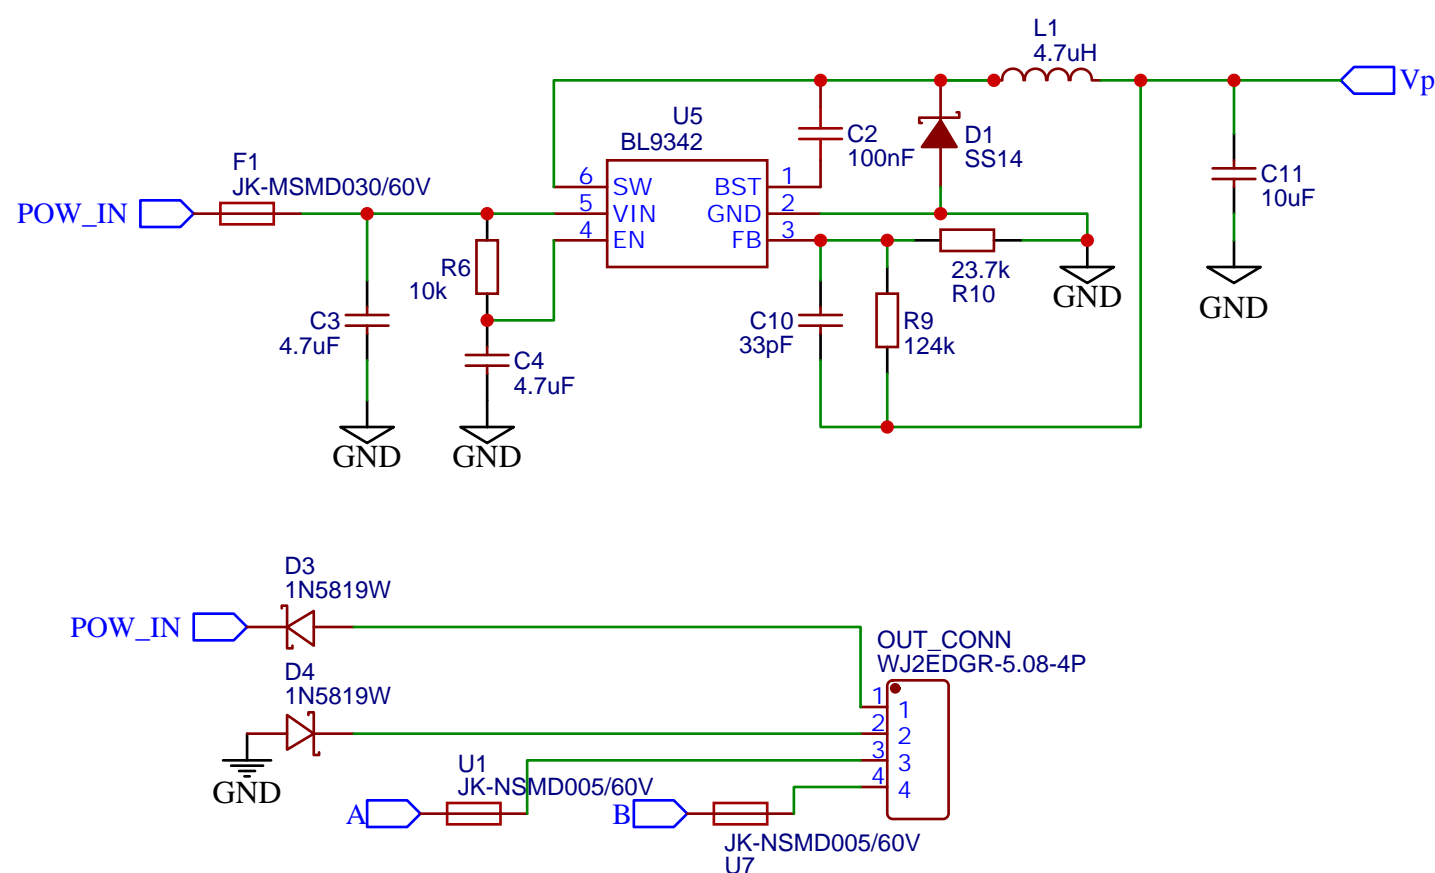 L1
4.7uH
Vp
U5
BL9342
C2
100nF
D1
SS14
F1
JK-MSMD030/60V
C11
10uF
POW_IN
6 SW BST 1
5 VIN GND 2
4 EN FB 3
R6
10k
23.7k
R10
GND
GND
C3
4.7uF
C10
33pF
R9
124k
C4
4.7uF
GND
GND
D3
1N5819W
POW_IN
OUT_CONN
WJ2EDGR-5.08-4P
D4
1N5819W
1 1
2 2
3 3
4 4
GND
U1
JK-NSMD005/60V
A
B
JK-NSMD005/60V
U7